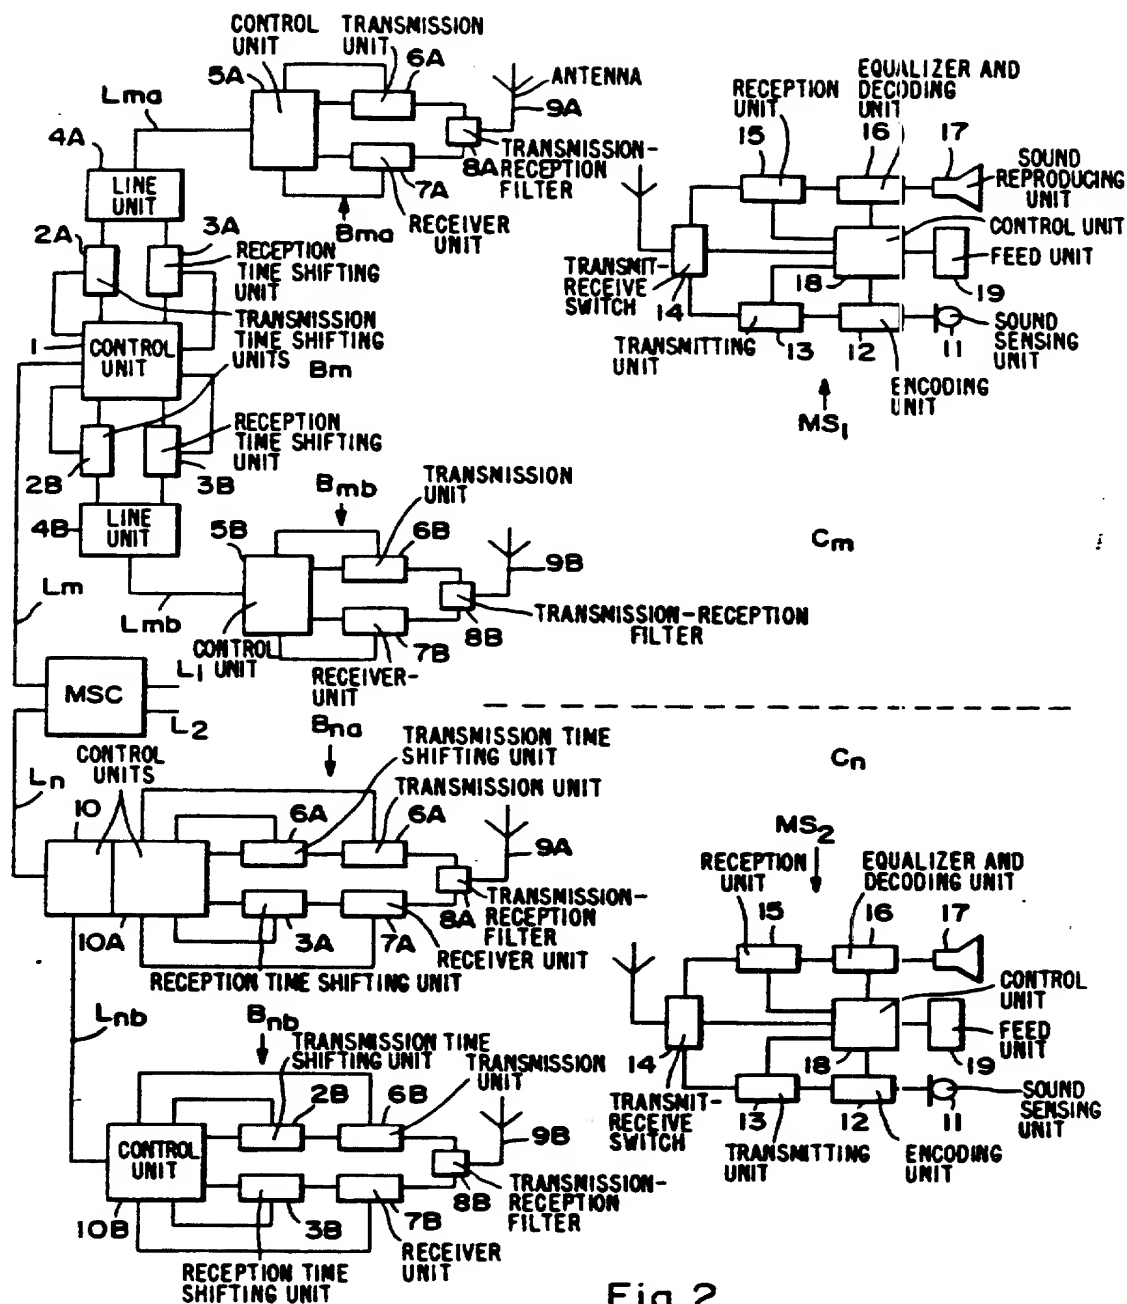 CONTROL UNIT
TRANSMISSION UNIT
5A
6A
ANTENNA
9A
Lma
4A
LINE UNIT
8A
TRANSMISSION-
RECEPTION
FILTER
7A
RECEIVER
UNIT
Bma
2A
3A
RECEPTION
TIME SHIFTING
UNIT
TRANSMISSION
TIME SHIFTING
UNITS
Bm
1
CONTROL
UNIT
RECEPTION
TIME SHIFTING
UNIT
2B
3B
4B
LINE
UNIT
Bmb
TRANSMISSION
UNIT
5B
6B
9B
Lm
Lmb
CONTROL
UNIT
8B
7B
TRANSMISSION-RECEPTION
FILTER
RECEIVER-
UNIT
MSC
L1
L2
EQUALIZER AND
DECODING
UNIT
RECEPTION
UNIT
15
16
17
SOUND
REPRODUCING
UNIT
CONTROL UNIT
FEED UNIT
TRANSMIT-
RECEIVE
SWITCH
14
18
19
TRANSMITTING
UNIT
13
12
11
SOUND
SENSING
UNIT
ENCODING
UNIT
MS1
Cm
Cn
Bna
TRANSMISSION TIME
SHIFTING UNIT
TRANSMISSION UNIT
CONTROL
UNITS
Ln
10
6A
6A
9A
10A
3A
7A
8A
TRANSMISSION-
RECEPTION
FILTER
RECEIVER UNIT
RECEPTION TIME SHIFTING UNIT
Lnb
Bnb
TRANSMISSION TIME
SHIFTING UNIT
TRANSMISSION
UNIT
2B
6B
9B
CONTROL
UNIT
10B
3B
7B
8B
TRANSMISSION-
RECEPTION
FILTER
RECEIVER
UNIT
RECEPTION TIME
SHIFTING UNIT
MS2
RECEPTION
UNIT
EQUALIZER AND
DECODING UNIT
15
16
17
CONTROL
UNIT
FEED
UNIT
14
18
19
TRANSMIT-
RECEIVE
SWITCH
13
12
11
SOUND
SENSING
UNIT
TRANSMITTING
UNIT
ENCODING
UNIT
Fig. 2